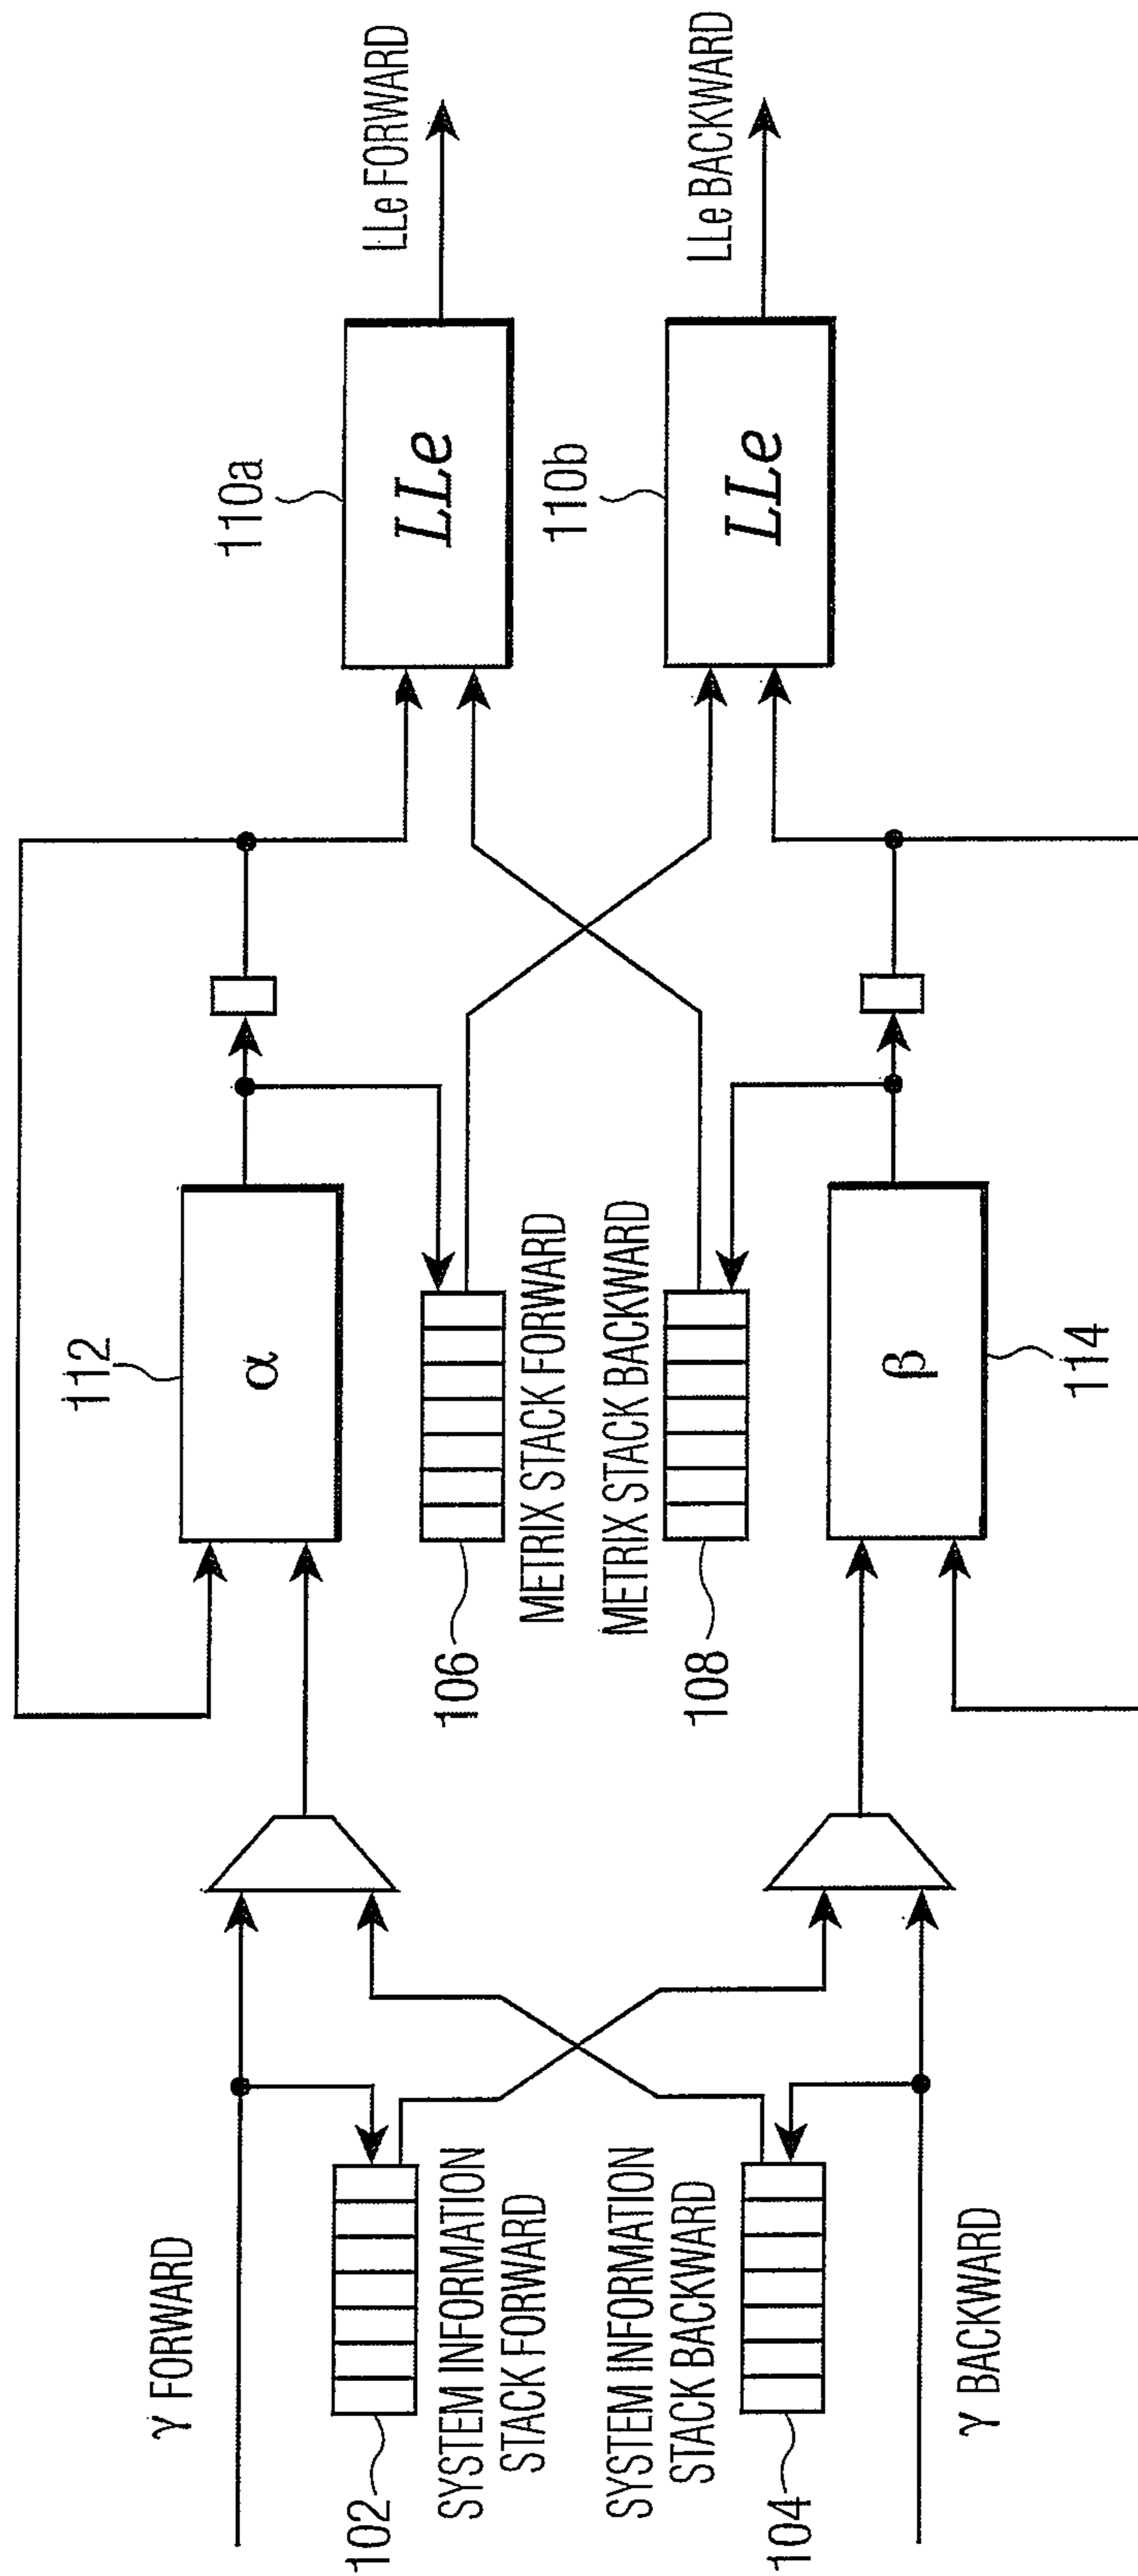 γ FORWARD
102
SYSTEM INFORMATION
STACK FORWARD
SYSTEM INFORMATION
STACK BACKWARD
104
γ BACKWARD
112
α
106
METRIX STACK FORWARD
METRIX STACK BACKWARD
108
β
114
110a
LLe
LLe FORWARD
110b
LLe
LLe BACKWARD